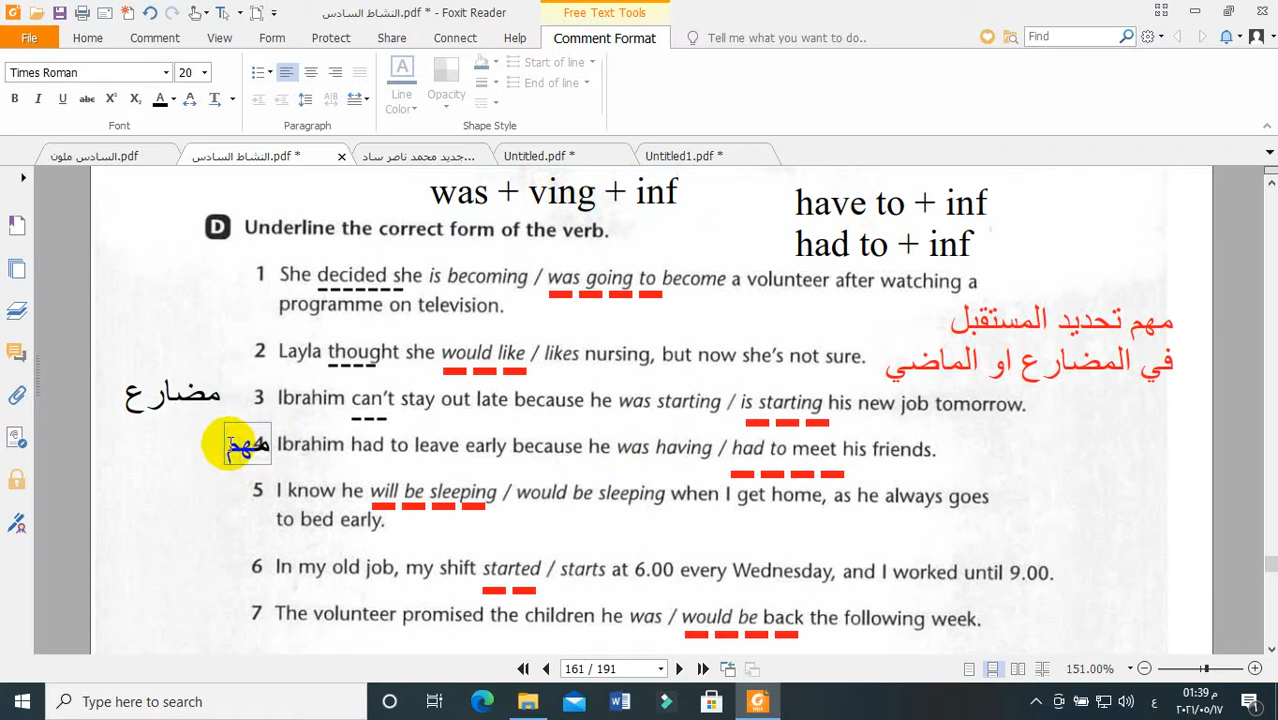 النشاط السادس.pdf * - Foxit Reader
Free Text Tools
File
Home
Comment
View
Form
Protect
Share
Connect
Help
Comment Format
Tell me what you want to do..
Find
Times Roman
20
Start of line
End of line
Line Color
Opacity
Font
Paragraph
Shape Style
السادس ملون.pdf
النشاط السادس.pdf *
جديد محمد ناصر ساد...
Untitled.pdf *
Untitled1.pdf *
was + ving + inf
have to + inf
had to + inf
D Underline the correct form of the verb.
1 She decided she is becoming / was going to become a volunteer after watching a
programme on television.
مهم تحديد المستقبل
في المضارع او الماضي
2 Layla thought she would like / likes nursing, but now she's not sure.
مضارع
3 Ibrahim can't stay out late because he was starting / is starting his new job tomorrow.
مهم
4 Ibrahim had to leave early because he was having / had to meet his friends.
5 I know he will be sleeping / would be sleeping when I get home, as he always goes
to bed early.
6 In my old job, my shift started / starts at 6.00 every Wednesday, and I worked until 9.00.
7 The volunteer promised the children he was / would be back the following week.
161 / 191
151.00%
Type here to search
ع
01:39 م
٢٠٢١/٠٥/١٧